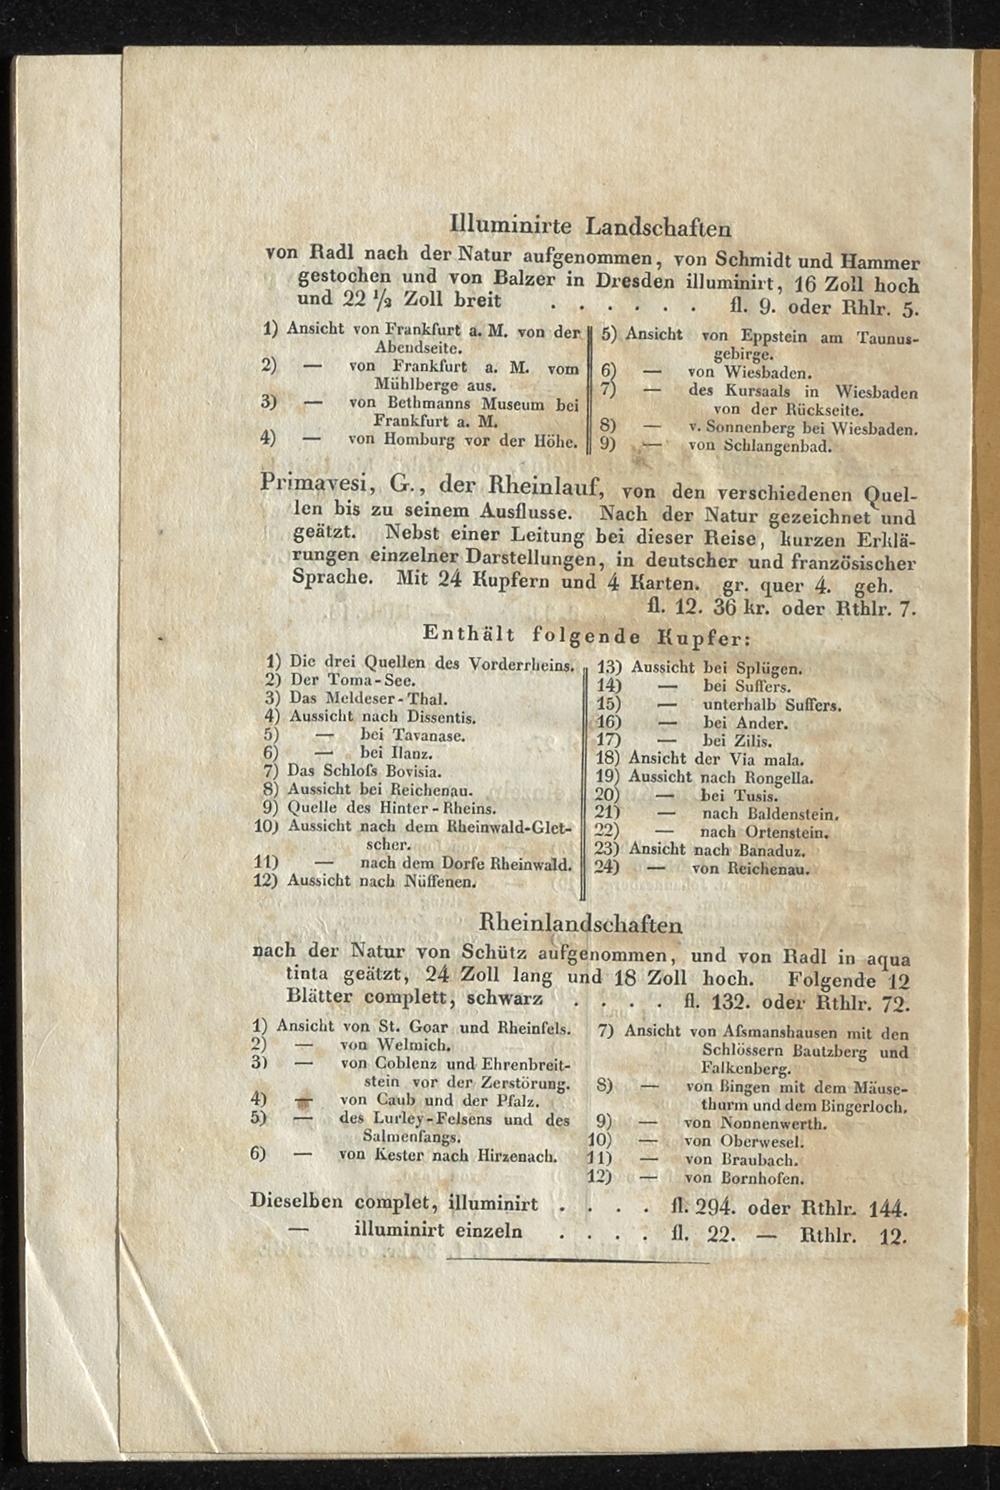 Illuminirte Landschaften
von Radl nach der Natur aufgenommen, von Schmidt und Hammer
gestochen und von Balzer in Dresden illuminirt, 16 Zoll hoch
und 22 1/2 Zoll breit . . . . . . fl. 9. oder Rhlr. 5.
1) Ansicht von Frankfurt a. M. von der
Abendseite.
2) — von Frankfurt a. M. vom
Mühlberge aus.
3) — von Bethmanns Museum bei
Frankfurt a. M.
4) — von Homburg vor der Höhe.
5) Ansicht von Eppstein am Taunus-
gebirge.
6) — von Wiesbaden.
7) — des Kursaals in Wiesbaden
von der Rückseite.
8) — v. Sonnenberg bei Wiesbaden.
9) — von Schlangenbad.
Primavesi, G., der Rheinlauf, von den verschiedenen Quel-
len bis zu seinem Ausflusse. Nach der Natur gezeichnet und
geätzt. Nebst einer Leitung bei dieser Reise, kurzen Erklä-
rungen einzelner Darstellungen, in deutscher und französischer
Sprache. Mit 24 Kupfern und 4 Karten. gr. quer 4. geh.
fl. 12. 36 kr. oder Rthlr. 7.
Enthält folgende Kupfer:
1) Die drei Quellen des Vorderrheins.
2) Der Toma-See.
3) Das Meldeser-Thal.
4) Aussicht nach Dissentis.
5) — bei Tavanase.
6) — bei Ilanz.
7) Das Schloſs Bovisia.
8) Aussicht bei Reichenau.
9) Quelle des Hinter-Rheins.
10) Aussicht nach dem Rheinwald-Glet-
scher.
11) — nach dem Dorfe Rheinwald.
12) Aussicht nach Nüffenen.
13) Aussicht bei Splügen.
14) — bei Suffers.
15) — unterhalb Suffers.
16) — bei Ander.
17) — bei Zilis.
18) Ansicht der Via mala.
19) Aussicht nach Rongella.
20) — bei Tusis.
21) — nach Baldenstein.
22) — nach Ortenstein.
23) Ansicht nach Banaduz.
24) — von Reichenau.
Rheinlandschaften
nach der Natur von Schütz aufgenommen, und von Radl in aqua
tinta geätzt, 24 Zoll lang und 18 Zoll hoch. Folgende 12
Blätter complett, schwarz . . . . fl. 132. oder Rthlr. 72.
1) Ansicht von St. Goar und Rheinfels.
2) — von Welmich.
3) — von Coblenz und Ehrenbreit-
stein vor der Zerstörung.
4) — von Caub und der Pfalz.
5) — des Lurley-Felsens und des
Salmenfangs.
6) — von Kester nach Hirzenach.
7) Ansicht von Aſsmanshausen mit den
Schlössern Bautzberg und
Falkenberg.
8) — von Bingen mit dem Mäuse-
thurm und dem Bingerloch.
9) — von Nonnenwerth.
10) — von Oberwesel.
11) — von Braubach.
12) — von Bornhofen.
Dieselben complet, illuminirt . . . . fl. 294. oder Rthlr. 144.
— illuminirt einzeln . . . . fl. 22. — Rthlr. 12.